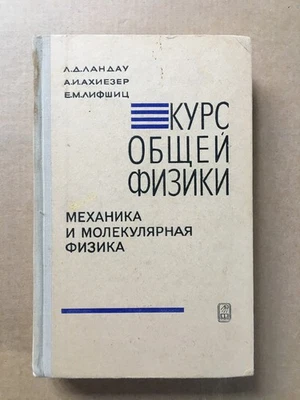 Л.Д.ЛАНДАУ
А.И.АХИЕЗЕР
Е.М.ЛИФШИЦ
КУРС
ОБЩЕЙ
ФИЗИКИ
МЕХАНИКА
И МОЛЕКУЛЯРНАЯ
ФИЗИКА